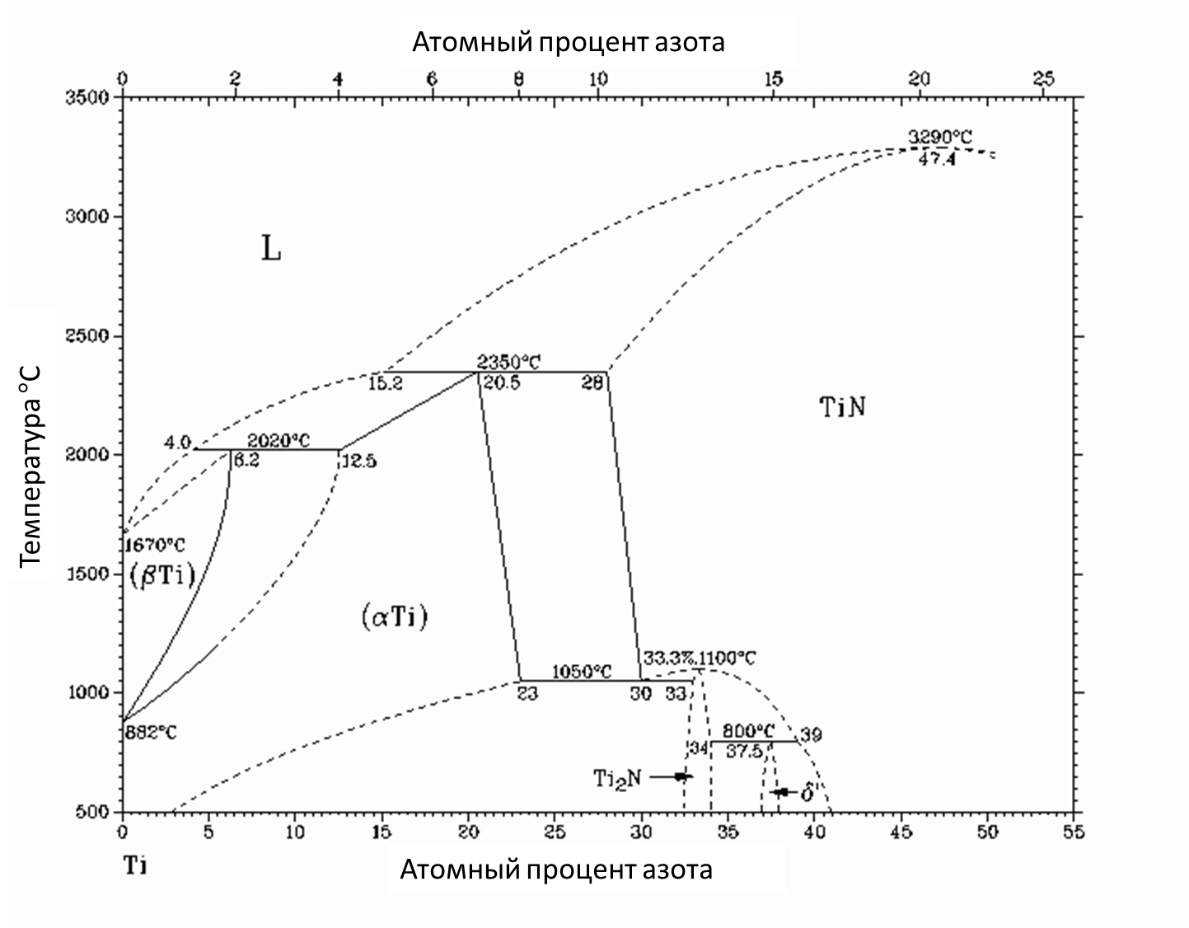 Атомный процент азота
0 2 4 6 8 10 15 20 25
3500
3290°C
47.4
3000
L
2500
2350°C
15.2 20.5 28
TiN
4.0 2020°C
2000
6.2 12.5
Температура °C
1670°C
1500
(βTi)
(αTi)
33.3%.1100°C
1050°C
1000
23 30 33
882°C
800°C 39
34 37.5
Ti₂N
δ'
500
0 5 10 15 20 25 30 35 40 45 50 55
Ti
Атомный процент азота